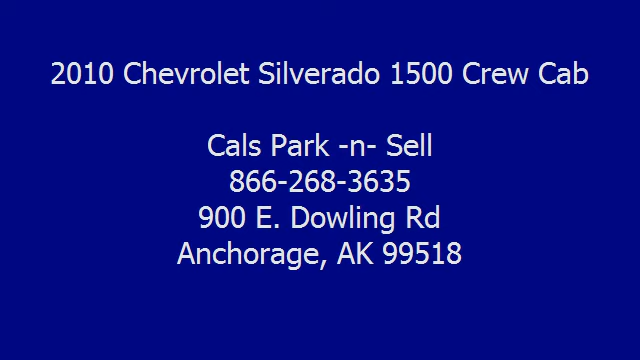 2010 Chevrolet Silverado 1500 Crew Cab
Cals Park -n- Sell
866-268-3635
900 E. Dowling Rd
Anchorage, AK 99518